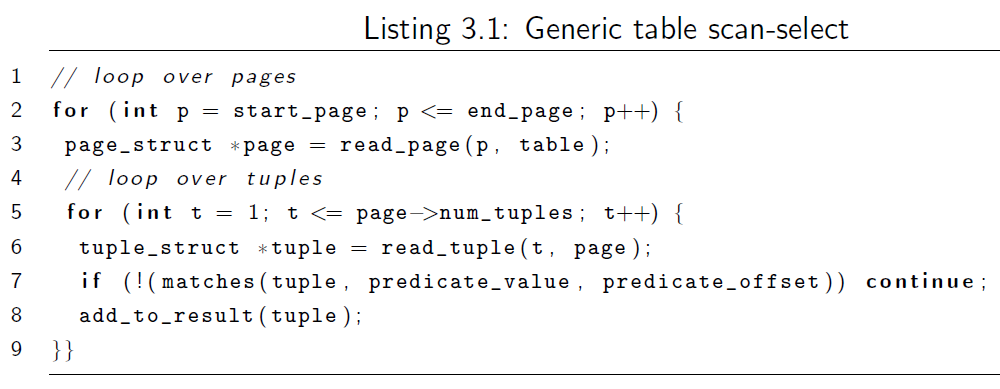 Listing 3.1: Generic table scan-select
1 // loop over pages
2 for (int p = start_page; p <= end_page; p++) {
3 page_struct *page = read_page(p, table);
4 // loop over tuples
5 for (int t = 1; t <= page->num_tuples; t++) {
6 tuple_struct *tuple = read_tuple(t, page);
7 if (!(matches(tuple, predicate_value, predicate_offset)) continue;
8 add_to_result(tuple);
9 }}